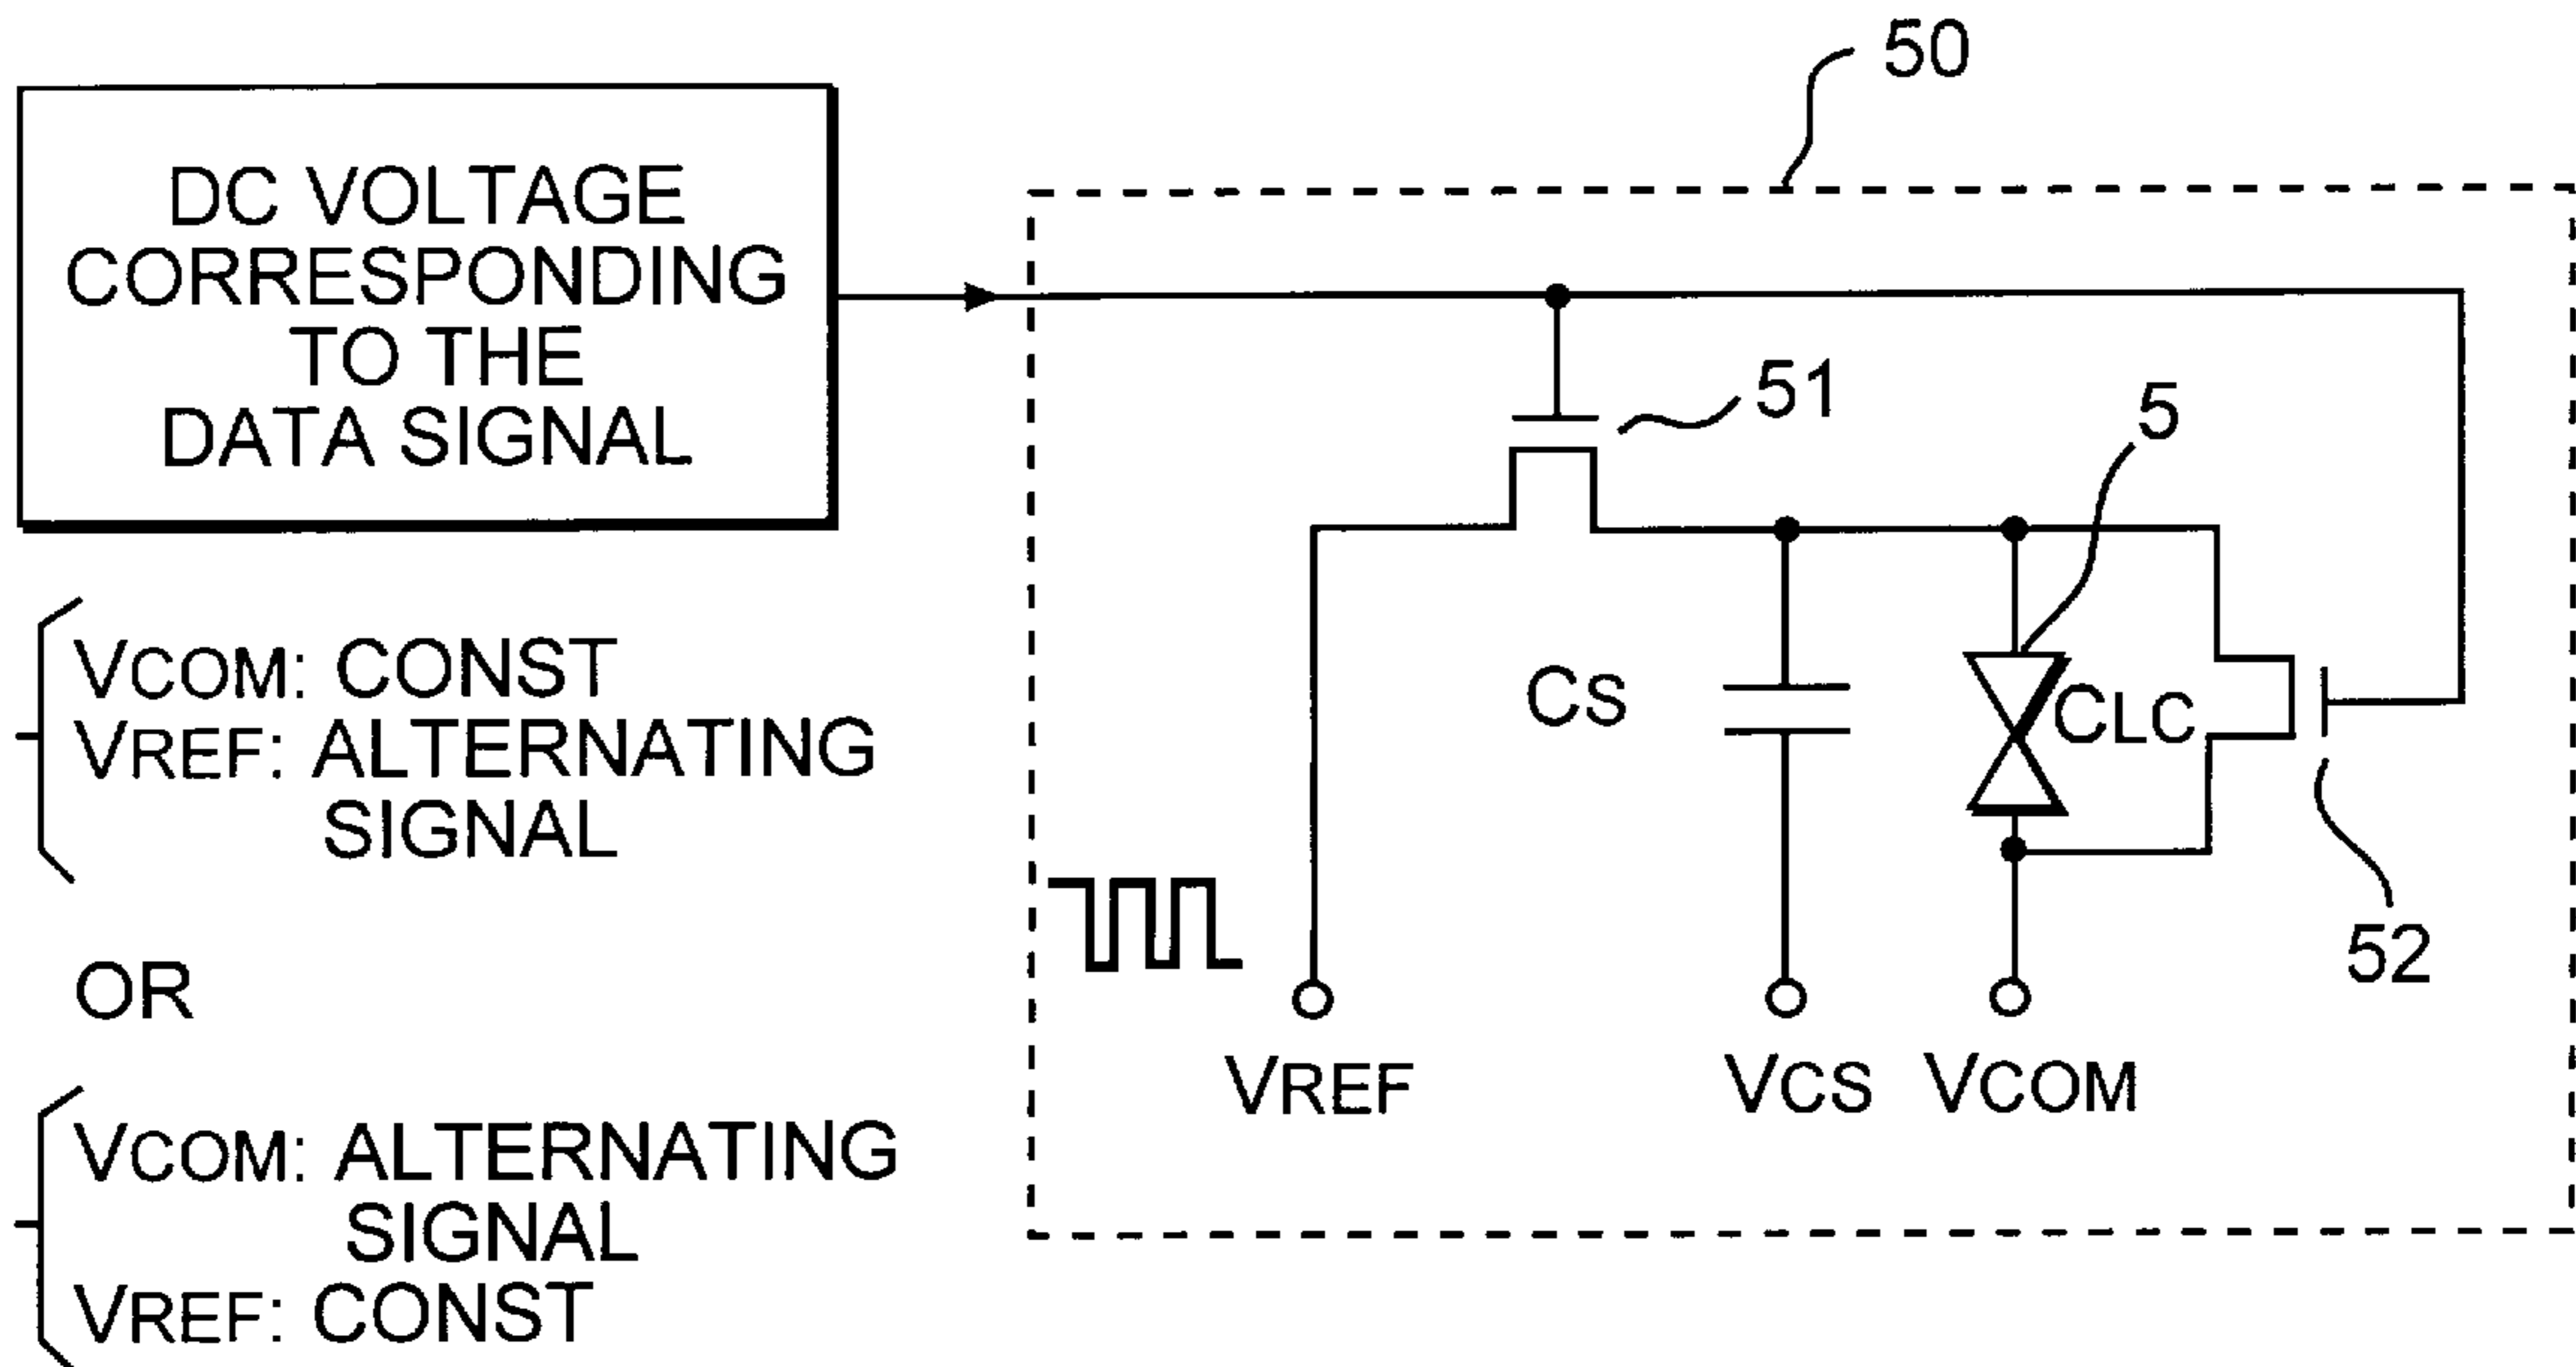 DC VOLTAGE
CORRESPONDING
TO THE
DATA SIGNAL
50
51
5
CS
CLC
52
VREF
VCS
VCOM
VCOM: CONST
VREF: ALTERNATING
SIGNAL
OR
VCOM: ALTERNATING
SIGNAL
VREF: CONST